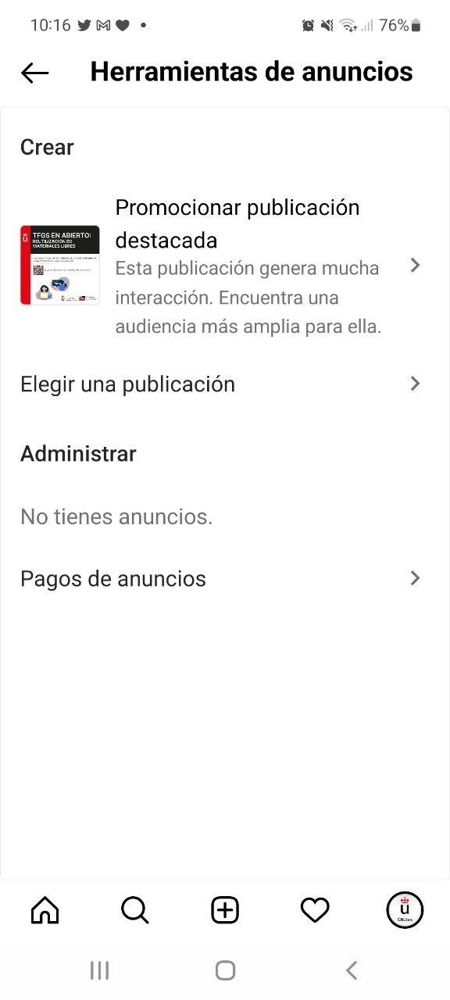 10:16
76%
Herramientas de anuncios
Crear
TFGS EN ABIERTO:
REUTILIZACIÓN DE
MATERIALES LIBRES
Promocionar publicación
destacada
Esta publicación genera mucha
interacción. Encuentra una
audiencia más amplia para ella.
Elegir una publicación
Administrar
No tienes anuncios.
Pagos de anuncios
ü